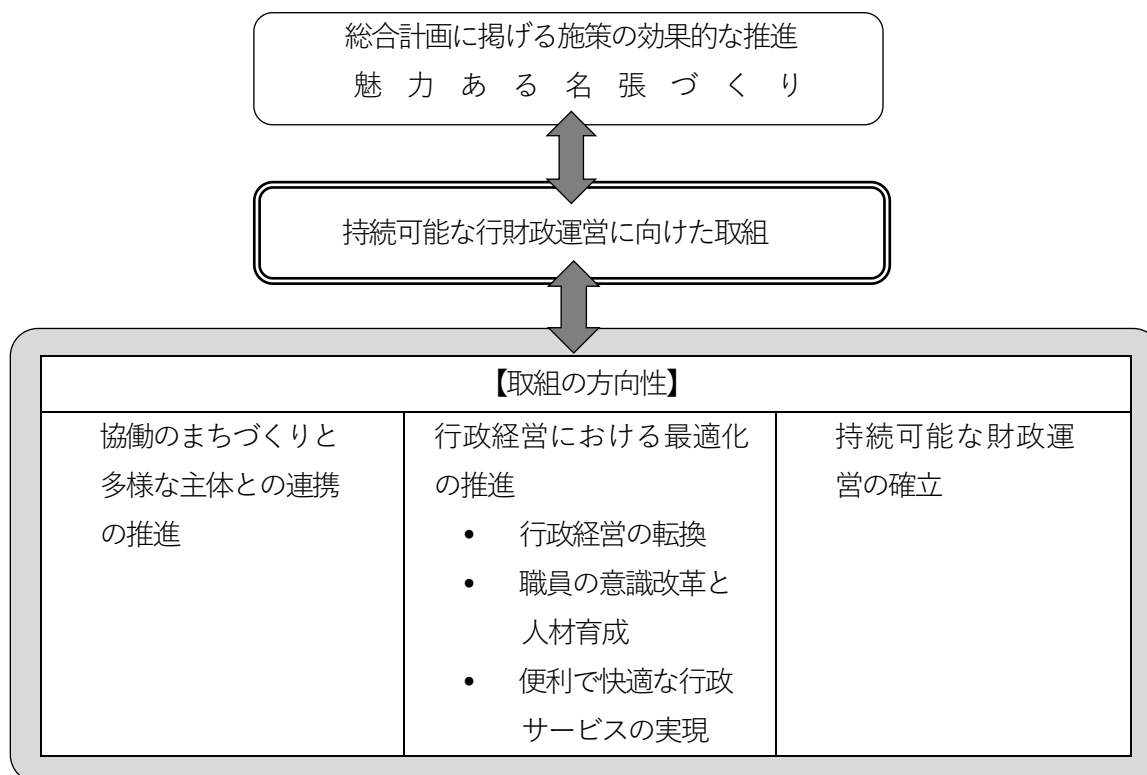 総合計画に掲げる施策の効果的な推進
魅力ある名張づくり
持続可能な行財政運営に向けた取組
【取組の方向性】
協働のまちづくりと
多様な主体との連携
の推進
行政経営における最適化
の推進
• 行政経営の転換
• 職員の意識改革と
人材育成
• 便利で快適な行政
サービスの実現
持続可能な財政運
営の確立